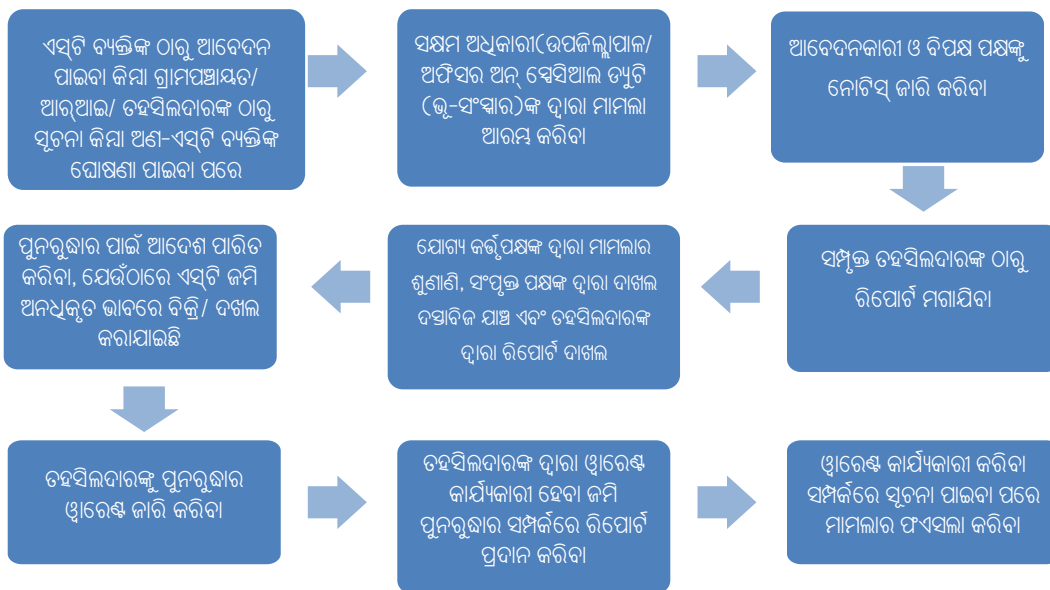 ଏସ୍‌ଟି ବ୍ୟକ୍ତିଙ୍କ ଠାରୁ ଆବେଦନ
ପାଇବା କିମ୍ବା ଗ୍ରାମପଞ୍ଚାୟତ/
ଆର୍‌ଆଇ/ ତହସିଲଦାରଙ୍କ ଠାରୁ
ସୂଚନା କିମ୍ବା ଅଣ-ଏସ୍‌ଟି ବ୍ୟକ୍ତିଙ୍କ
ଘୋଷଣା ପାଇବା ପରେ
ସକ୍ଷମ ଅଧିକାରୀ(ଉପଜିଲ୍ଲାପାଳ/
ଅଫିସର ଅନ୍ ସ୍ପେସିଆଲ ଡ୍ୟୁଟି
(ଭୂ-ସଂସ୍କାର)ଙ୍କ ଦ୍ୱାରା ମାମଲା
ଆରମ୍ଭ କରିବା
ଆବେଦନକାରୀ ଓ ବିପକ୍ଷ ପକ୍ଷଙ୍କୁ
ନୋଟିସ୍ ଜାରି କରିବା
ସମ୍ପୃକ୍ତ ତହସିଲଦାରଙ୍କ ଠାରୁ
ରିପୋର୍ଟ ମଗାଯିବା
ଯୋଗ୍ୟ କର୍ତ୍ତୃପକ୍ଷଙ୍କ ଦ୍ୱାରା ମାମଲାର
ଶୁଣାଣି, ସଂପୃକ୍ତ ପକ୍ଷଙ୍କ ଦ୍ୱାରା ଦାଖଲ
ଦସ୍ତାବିଜ ଯାଞ୍ଚ ଏବଂ ତହସିଲଦାରଙ୍କ
ଦ୍ୱାରା ରିପୋର୍ଟ ଦାଖଲ
ପୁନରୁଦ୍ଧାର ପାଇଁ ଆଦେଶ ପାରିତ
କରିବା, ଯେଉଁଠାରେ ଏସ୍‌ଟି ଜମି
ଅନଧିକୃତ ଭାବରେ ବିକ୍ରି/ ଦଖଲ
କରାଯାଇଛି
ତହସିଲଦାରଙ୍କୁ ପୁନରୁଦ୍ଧାର
ୱାରେଣ୍ଟ ଜାରି କରିବା
ତହସିଲଦାରଙ୍କ ଦ୍ୱାରା ୱାରେଣ୍ଟ
କାର୍ଯ୍ୟକାରୀ ହେବା ଜମି
ପୁନରୁଦ୍ଧାର ସମ୍ପର୍କରେ ରିପୋର୍ଟ
ପ୍ରଦାନ କରିବା
ୱାରେଣ୍ଟ କାର୍ଯ୍ୟକାରୀ କରିବା
ସମ୍ପର୍କରେ ସୂଚନା ପାଇବା ପରେ
ମାମଲାର ଫଏସଲା କରିବା